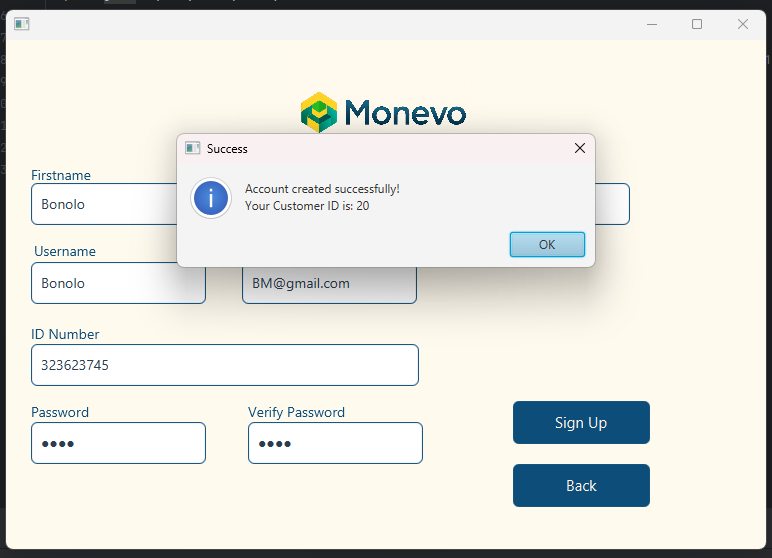 Monevo
Success
Account created successfully!
Your Customer ID is: 20
OK
Firstname
Bonolo
Username
Bonolo
BM@gmail.com
ID Number
323623745
Password
Verify Password
Sign Up
Back